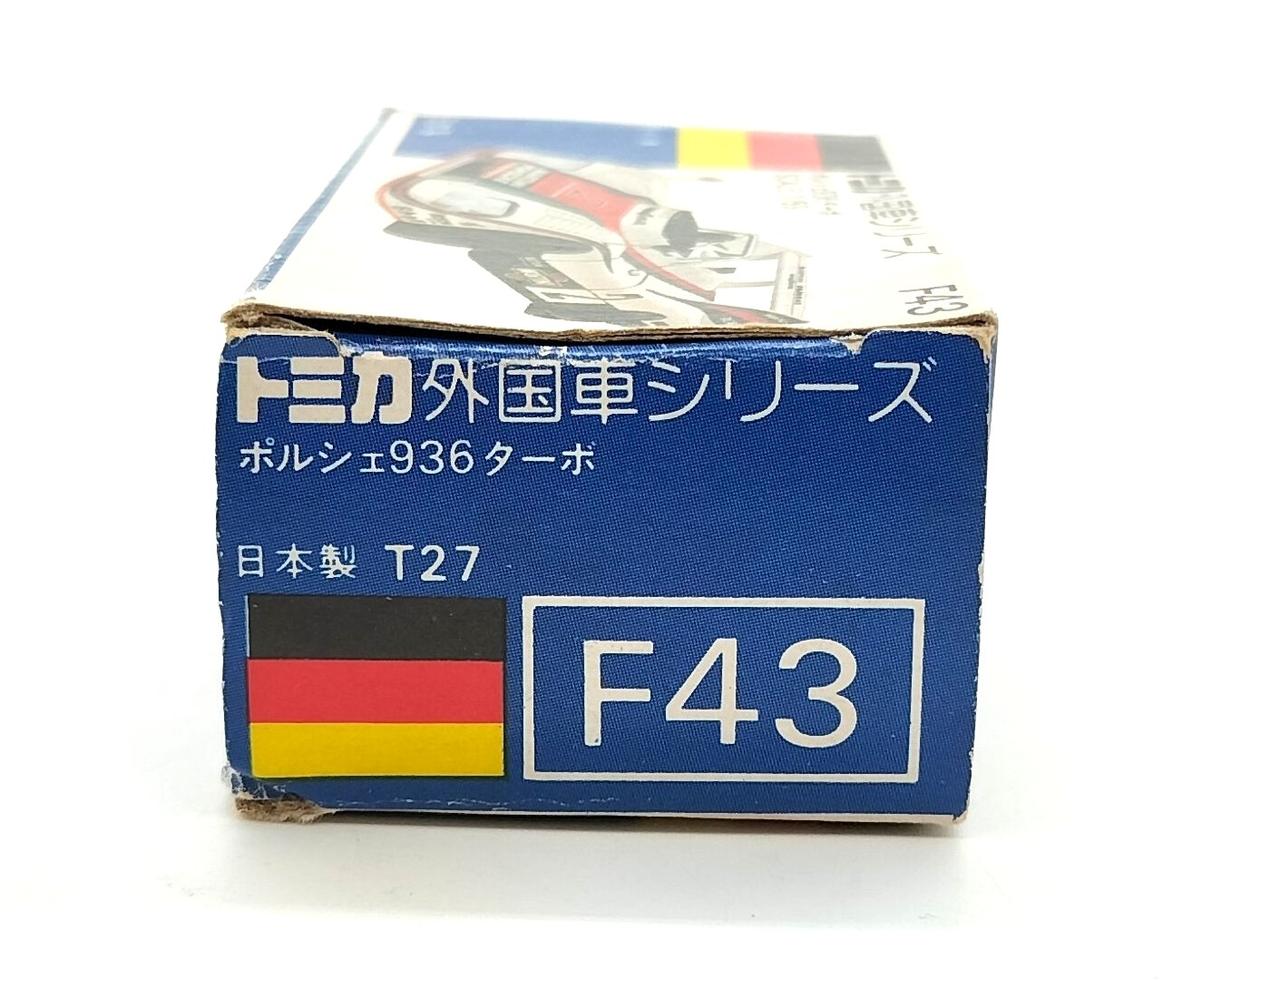 トミカ外国車シリーズ
ポルシェ936ターボ
日本製 T27
F43
F43